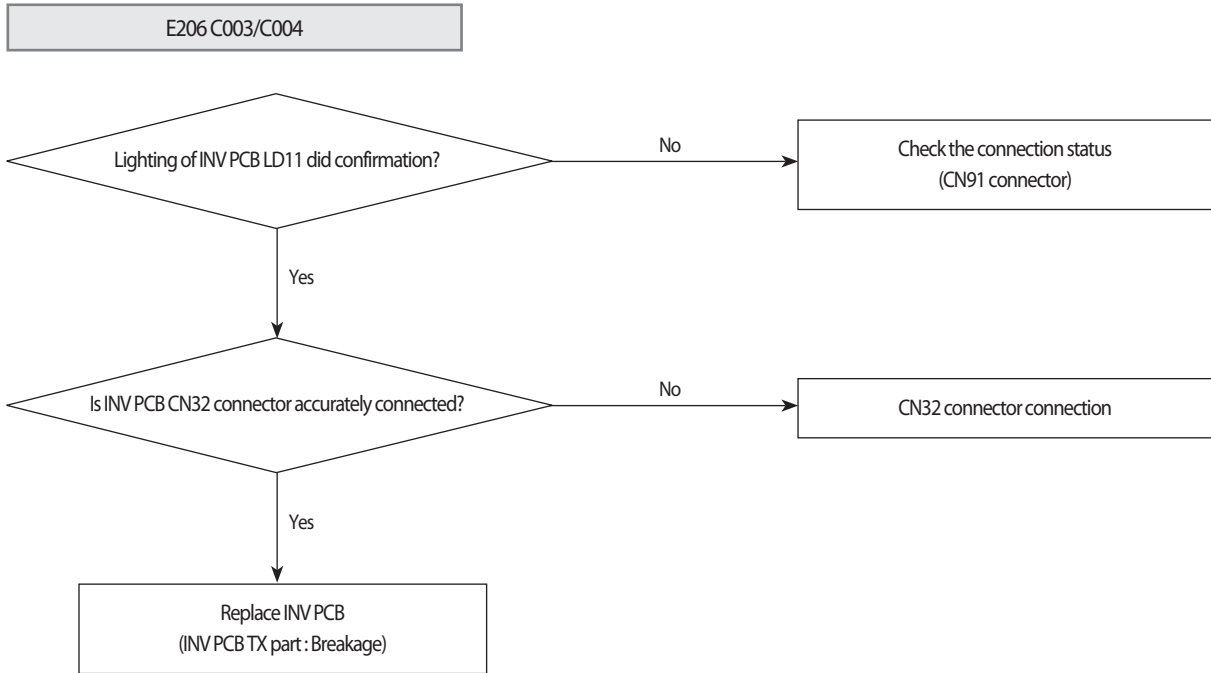 E206 C003/C004
Lighting of INV PCB LD11 did confirmation?
No
Check the connection status
(CN91 connector)
Yes
Is INV PCB CN32 connector accurately connected?
No
CN32 connector connection
Yes
Replace INV PCB
(INV PCB TX part : Breakage)